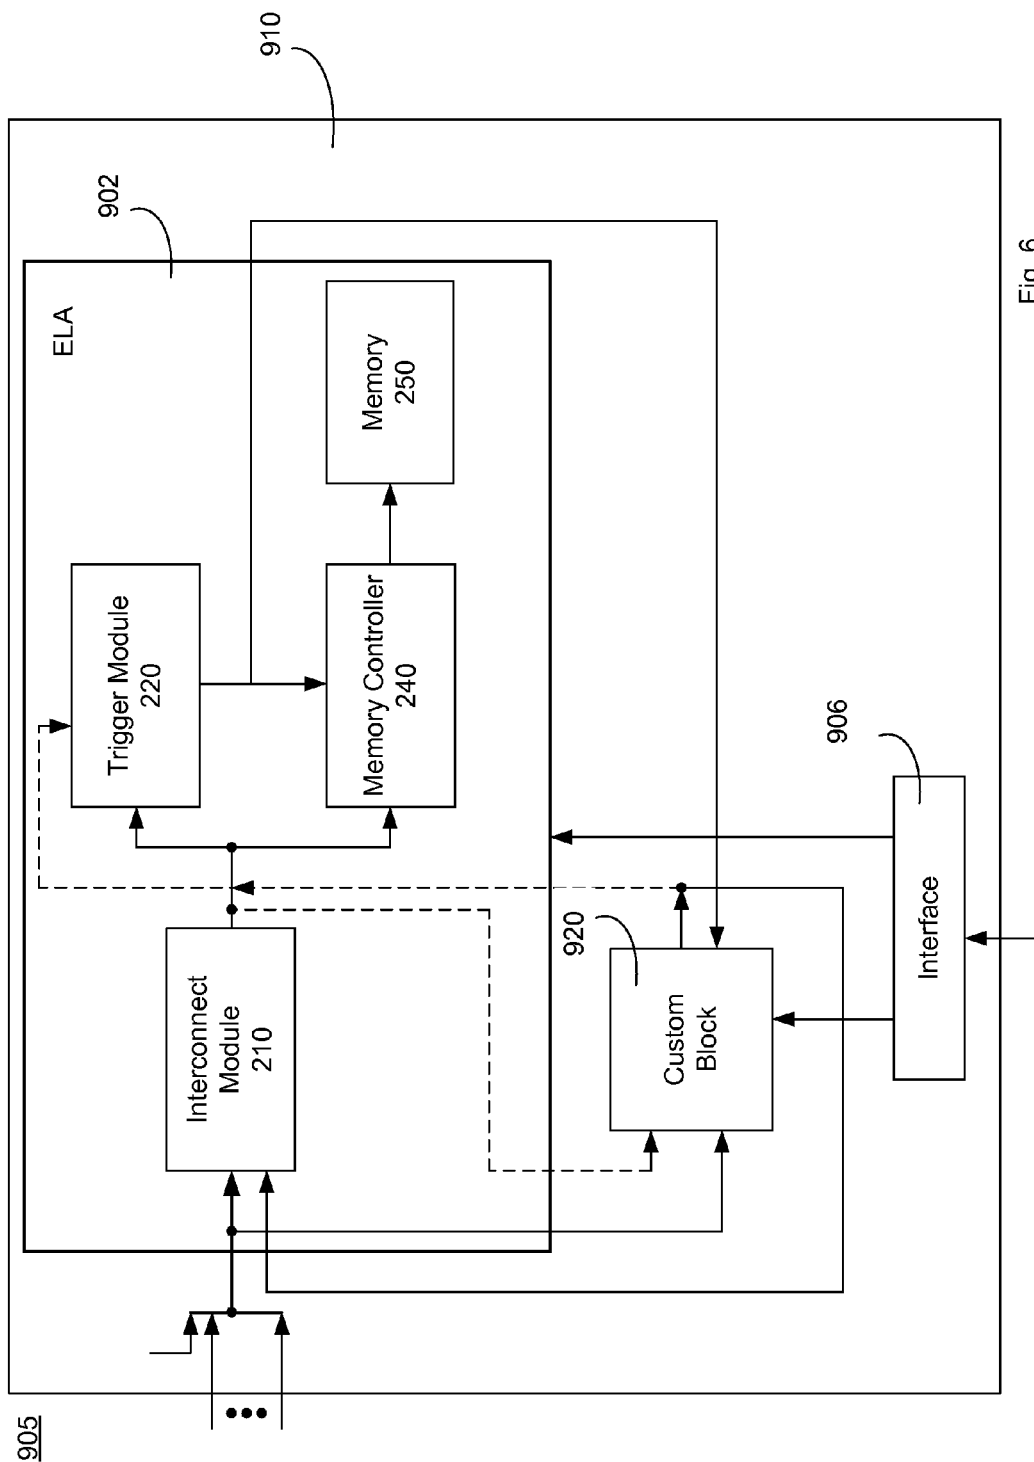 905
910
902
ELA
Trigger Module
220
Memory
250
Interconnect
Module
210
Memory Controller
240
920
Custom
Block
906
Interface
Fig. 6